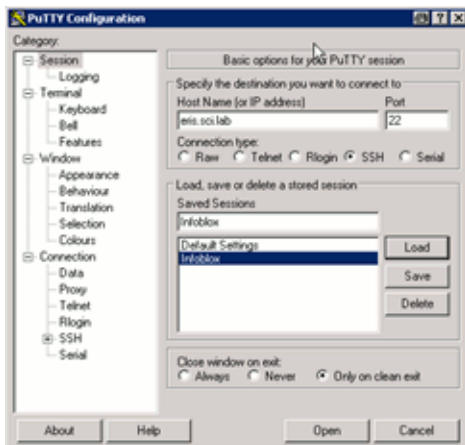 PuTTY Configuration
Category:
Session
Logging
Terminal
Keyboard
Bell
Features
Window
Appearance
Behaviour
Translation
Selection
Colours
Connection
Data
Proxy
Telnet
Rlogin
SSH
Serial
Basic options for your PuTTY session
Specify the destination you want to connect to
Host Name (or IP address) Port
eris.sci.lab 22
Connection type:
Raw Telnet Rlogin SSH Serial
Load, save or delete a stored session
Saved Sessions
Infoblox
Default Settings
Infoblox
Load
Save
Delete
Close window on exit:
Always Never Only on clean exit
About Help Open Cancel